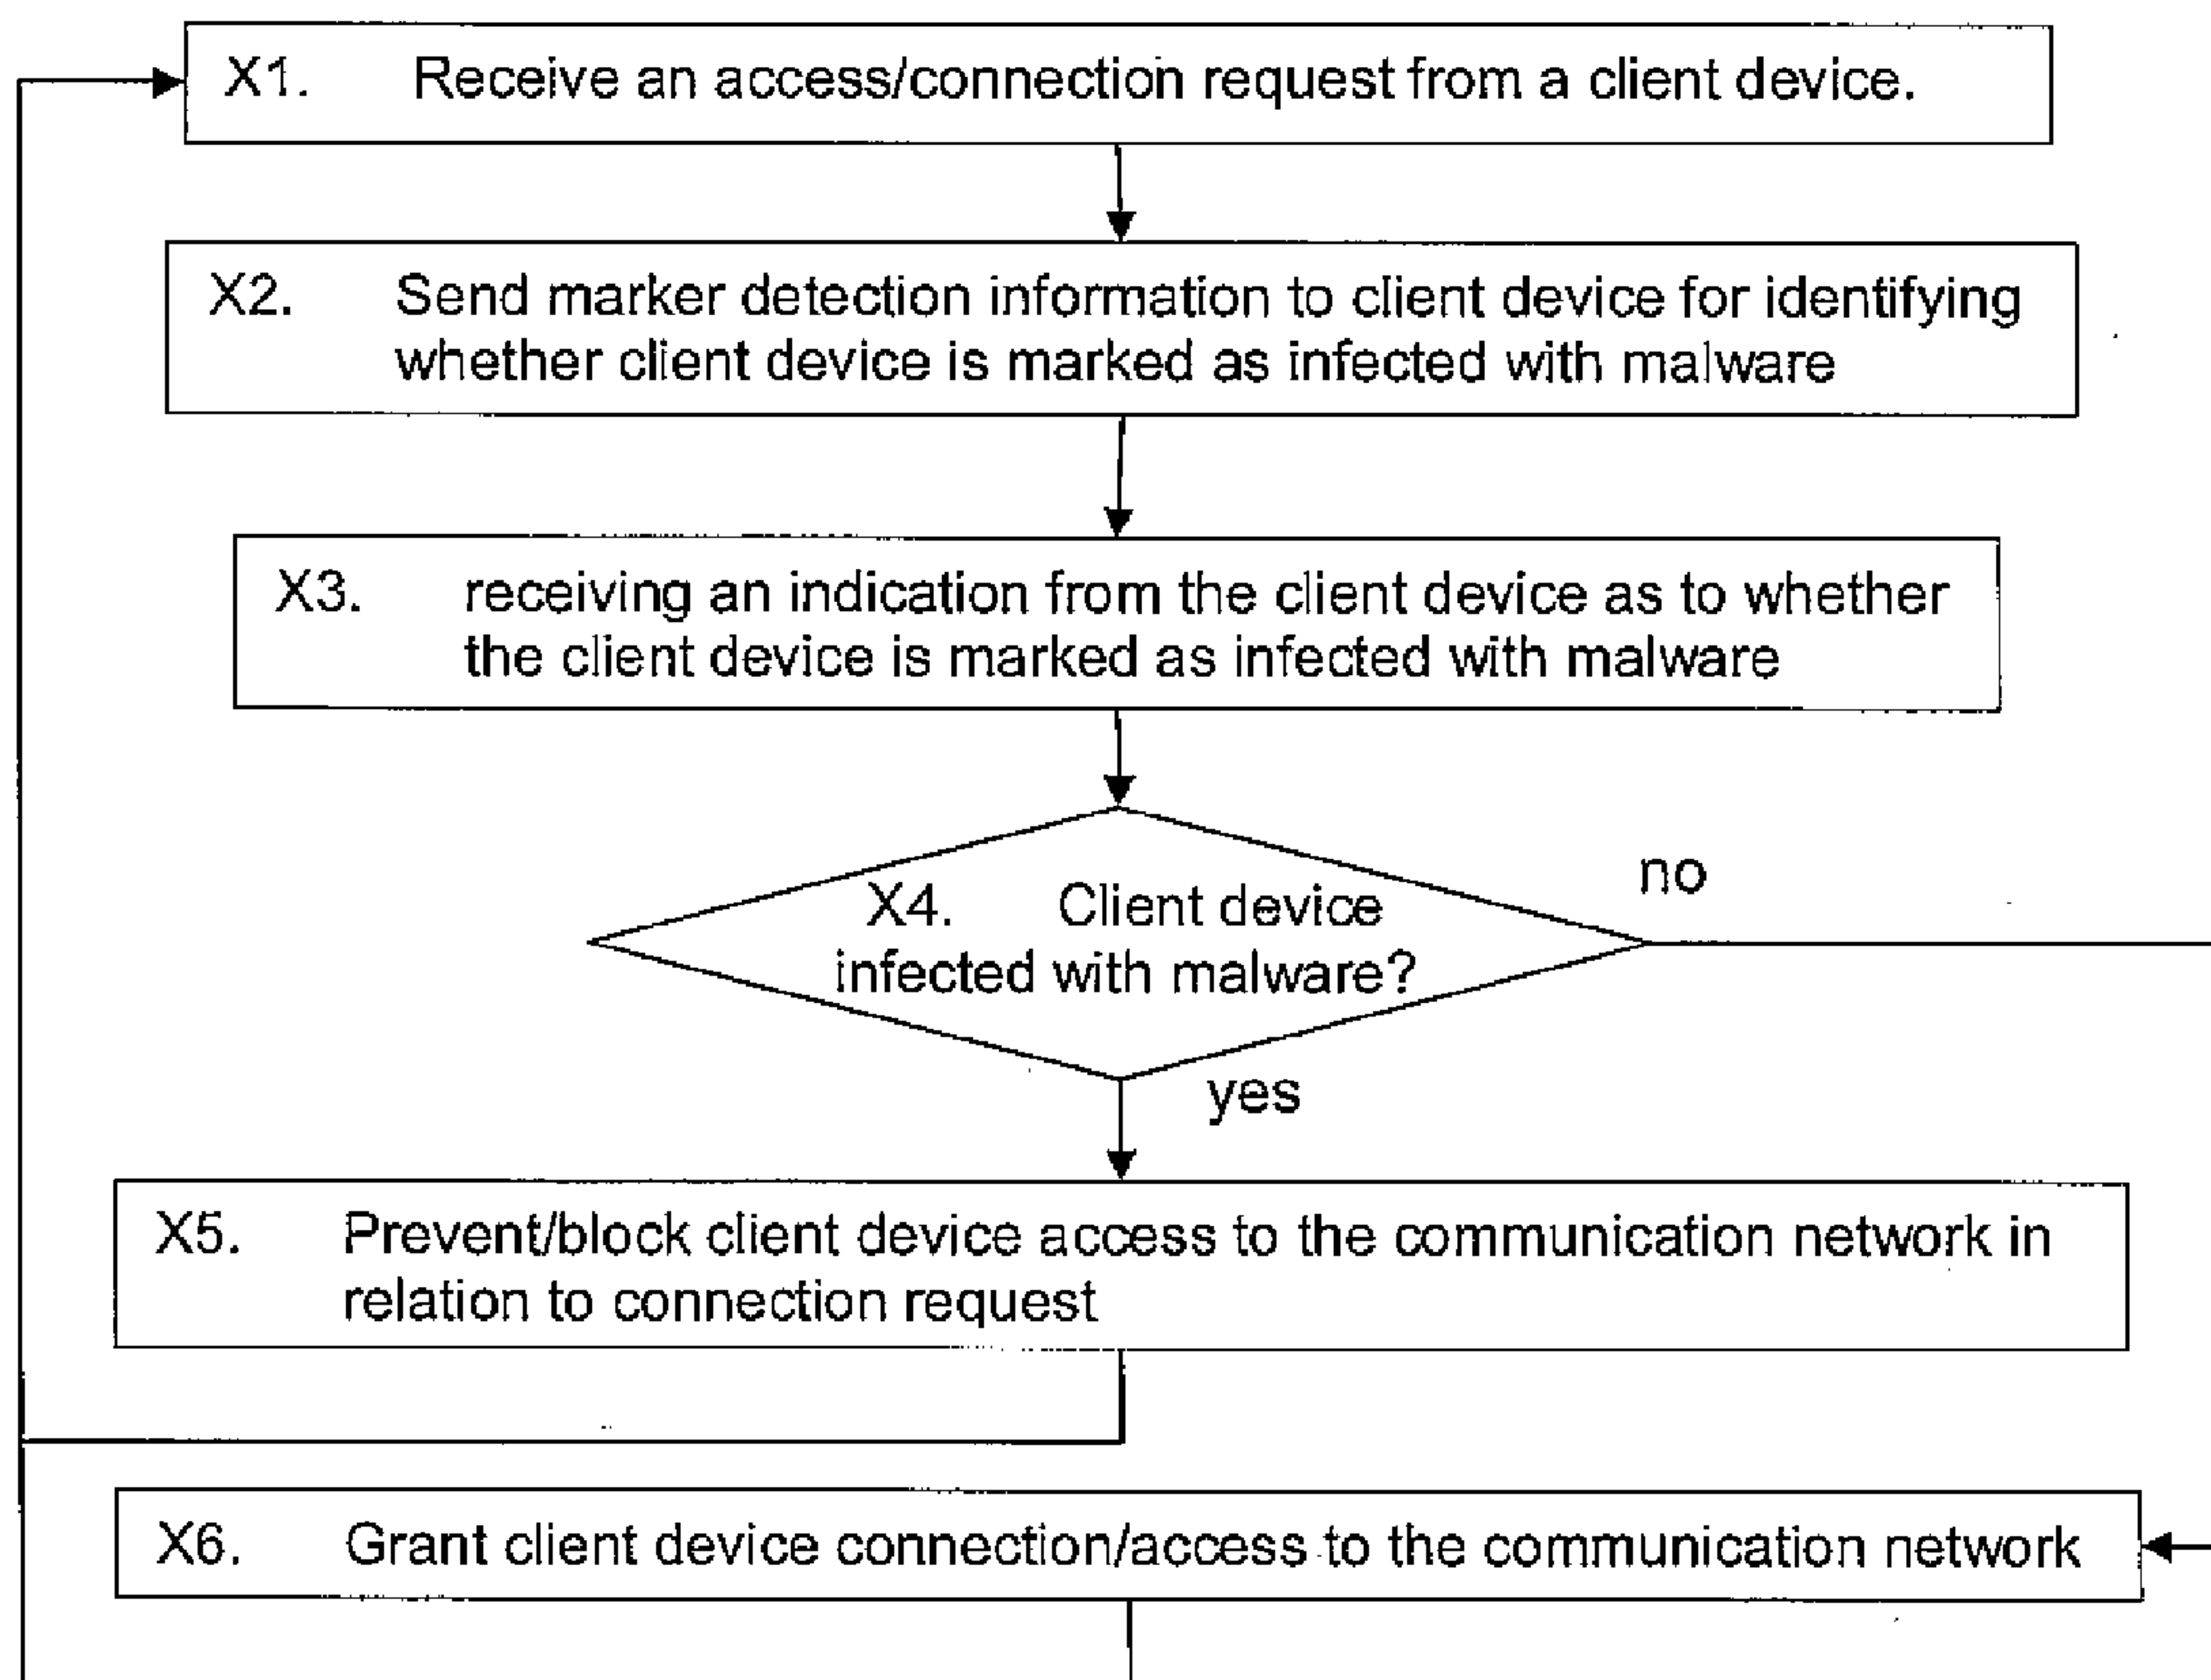 X1. Receive an access/connection request from a client device.
X2. Send marker detection information to client device for identifying
whether client device is marked as infected with malware
X3. receiving an indication from the client device as to whether
the client device is marked as infected with malware
no
X4. Client device
infected with malware?
yes
X5. Prevent/block client device access to the communication network in
relation to connection request
X6. Grant client device connection/access to the communication network